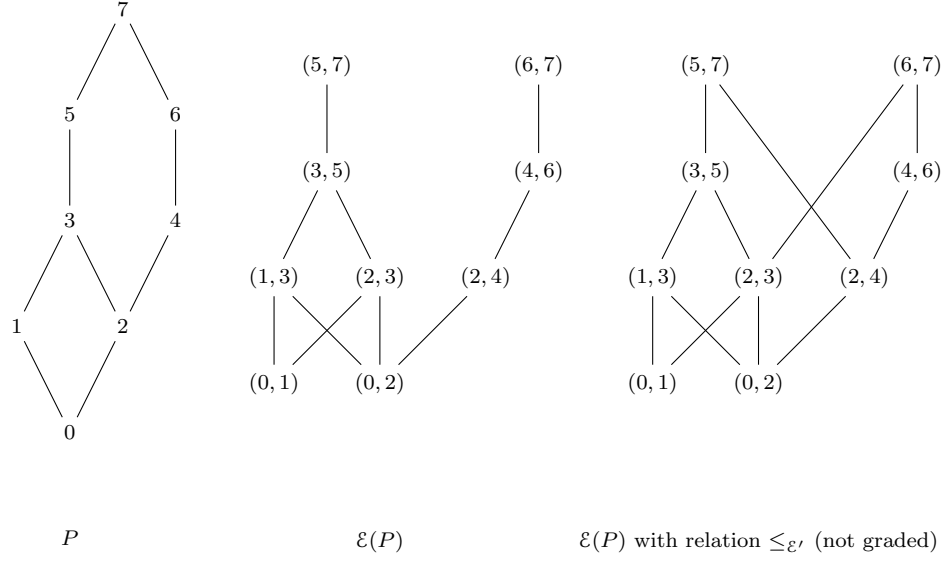 7
(5, 7) (6, 7) (5, 7) (6, 7)
5 6
(3, 5) (4, 6) (3, 5) (4, 6)
3 4
(1, 3) (2, 3) (2, 4) (1, 3) (2, 3) (2, 4)
1 2
(0, 1) (0, 2) (0, 1) (0, 2)
0
P ℰ(P) ℰ(P) with relation ≤_ℰ′ (not graded)